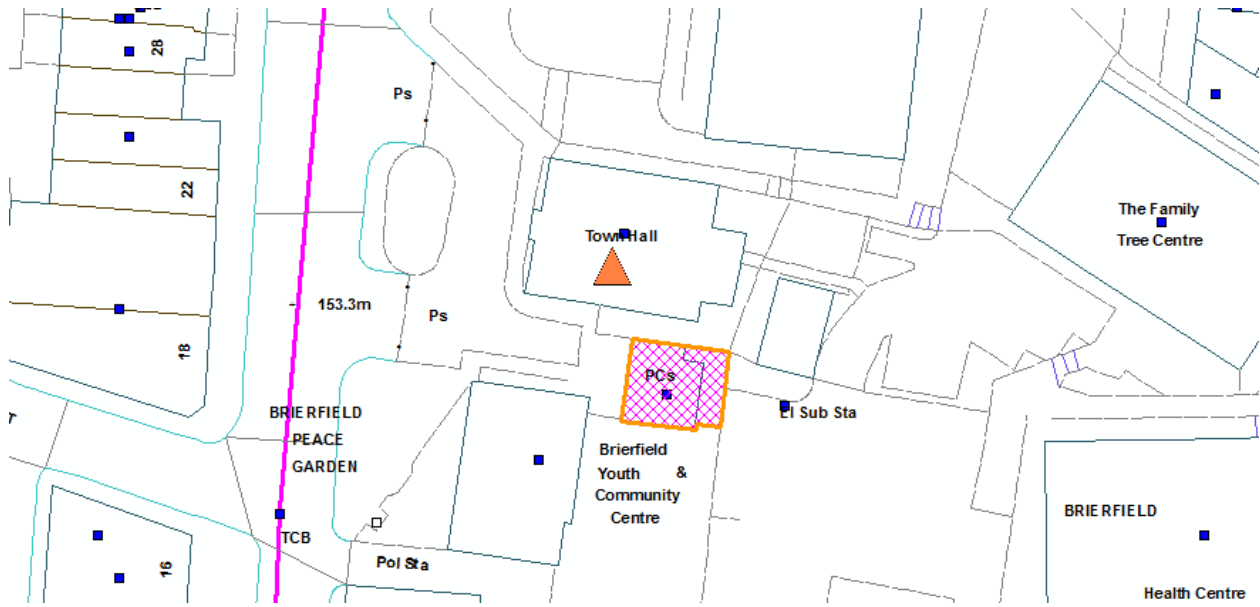 28
Ps
22
The Family
Tree Centre
Town Hall
153.3m
Ps
18
PCs
BRIERFIELD
PEACE
GARDEN
El Sub Sta
Brierfield
Youth &
Community
Centre
BRIERFIELD
TCB
Pol Sta
16
Health Centre